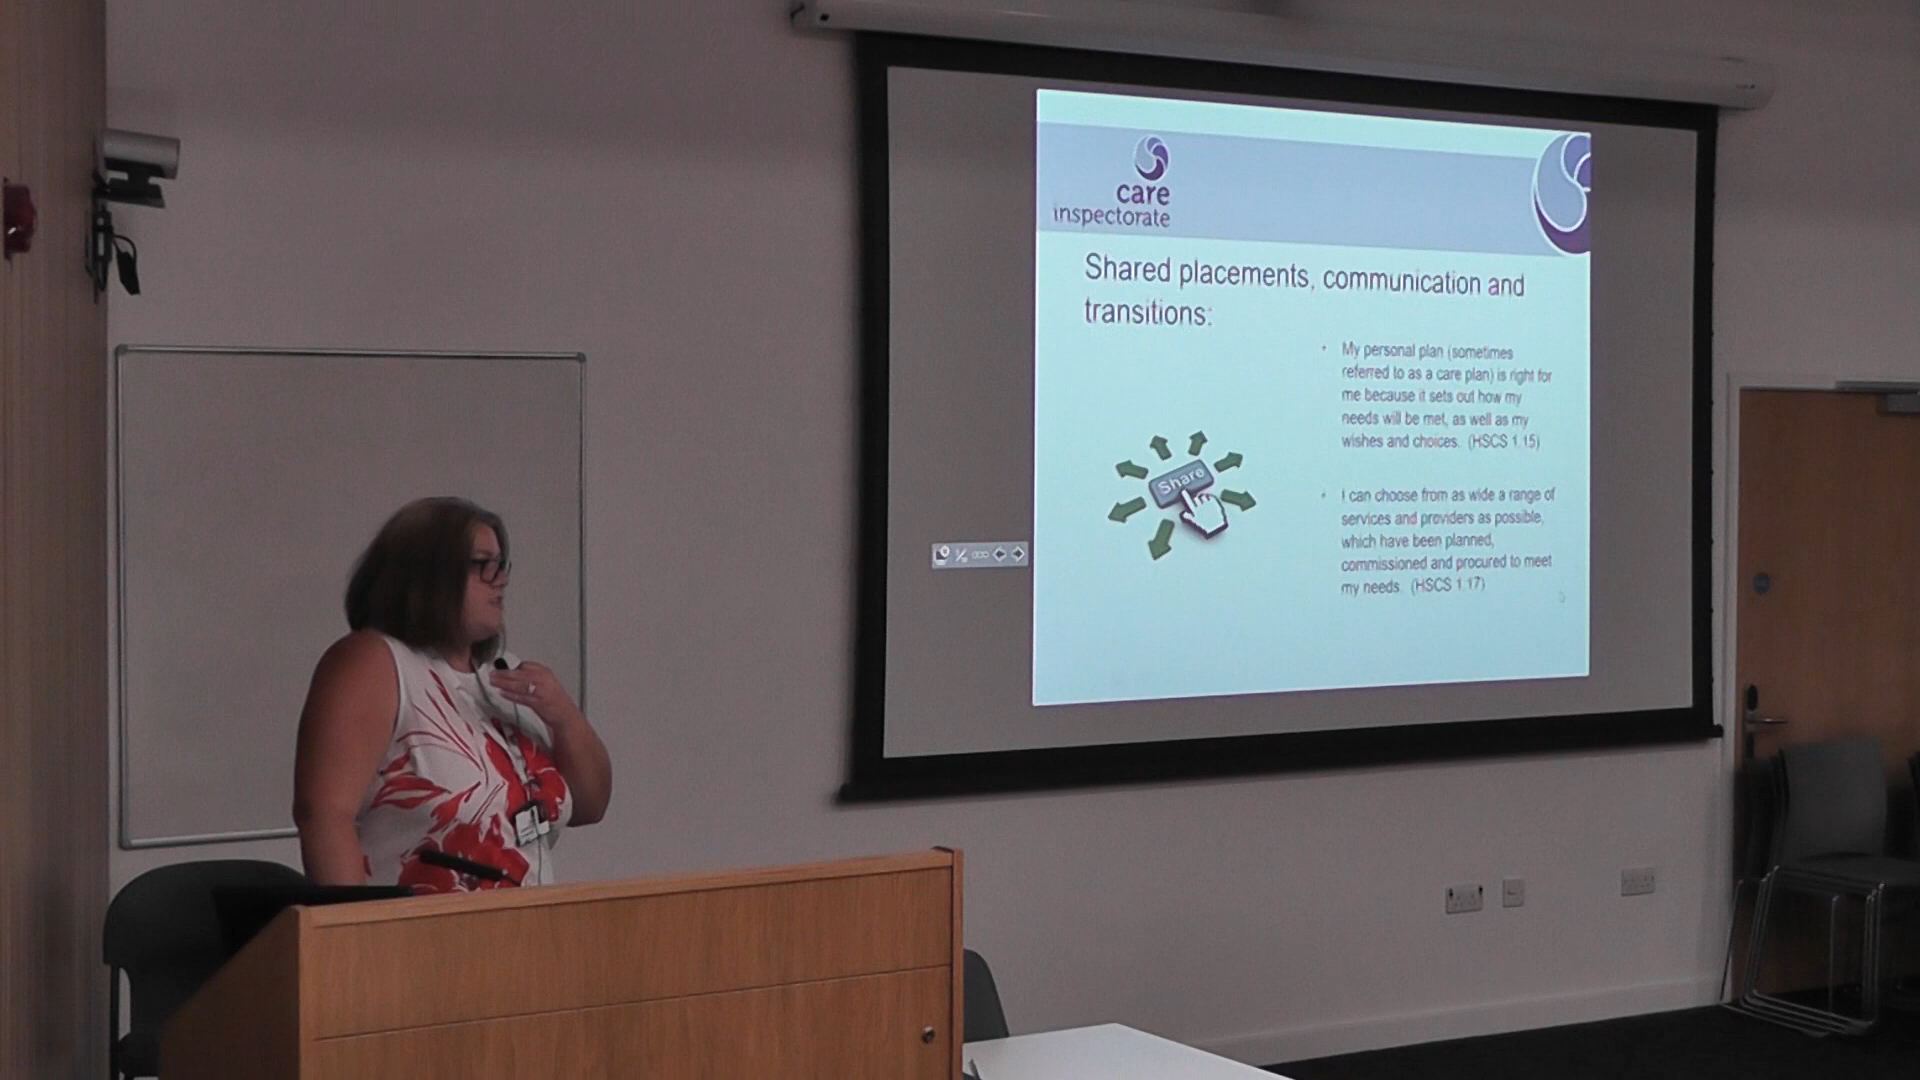 care
inspectorate
Shared placements, communication and
transitions:
Share
• My personal plan (sometimes
referred to as a care plan) is right for
me because it sets out how my
needs will be met, as well as my
wishes and choices. (HSCS 1.15)
• I can choose from as wide a range of
services and providers as possible,
which have been planned,
commissioned and procured to meet
my needs. (HSCS 1.17)